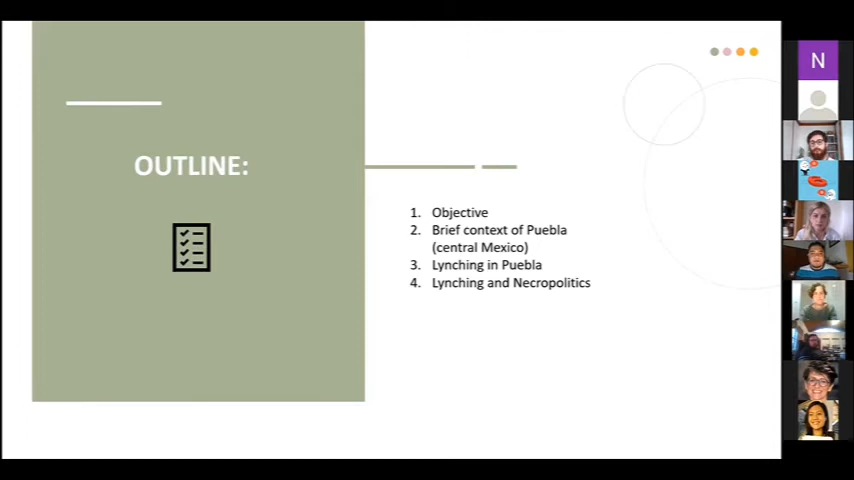 OUTLINE:
1. Objective
2. Brief context of Puebla
(central Mexico)
3. Lynching in Puebla
4. Lynching and Necropolitics
N